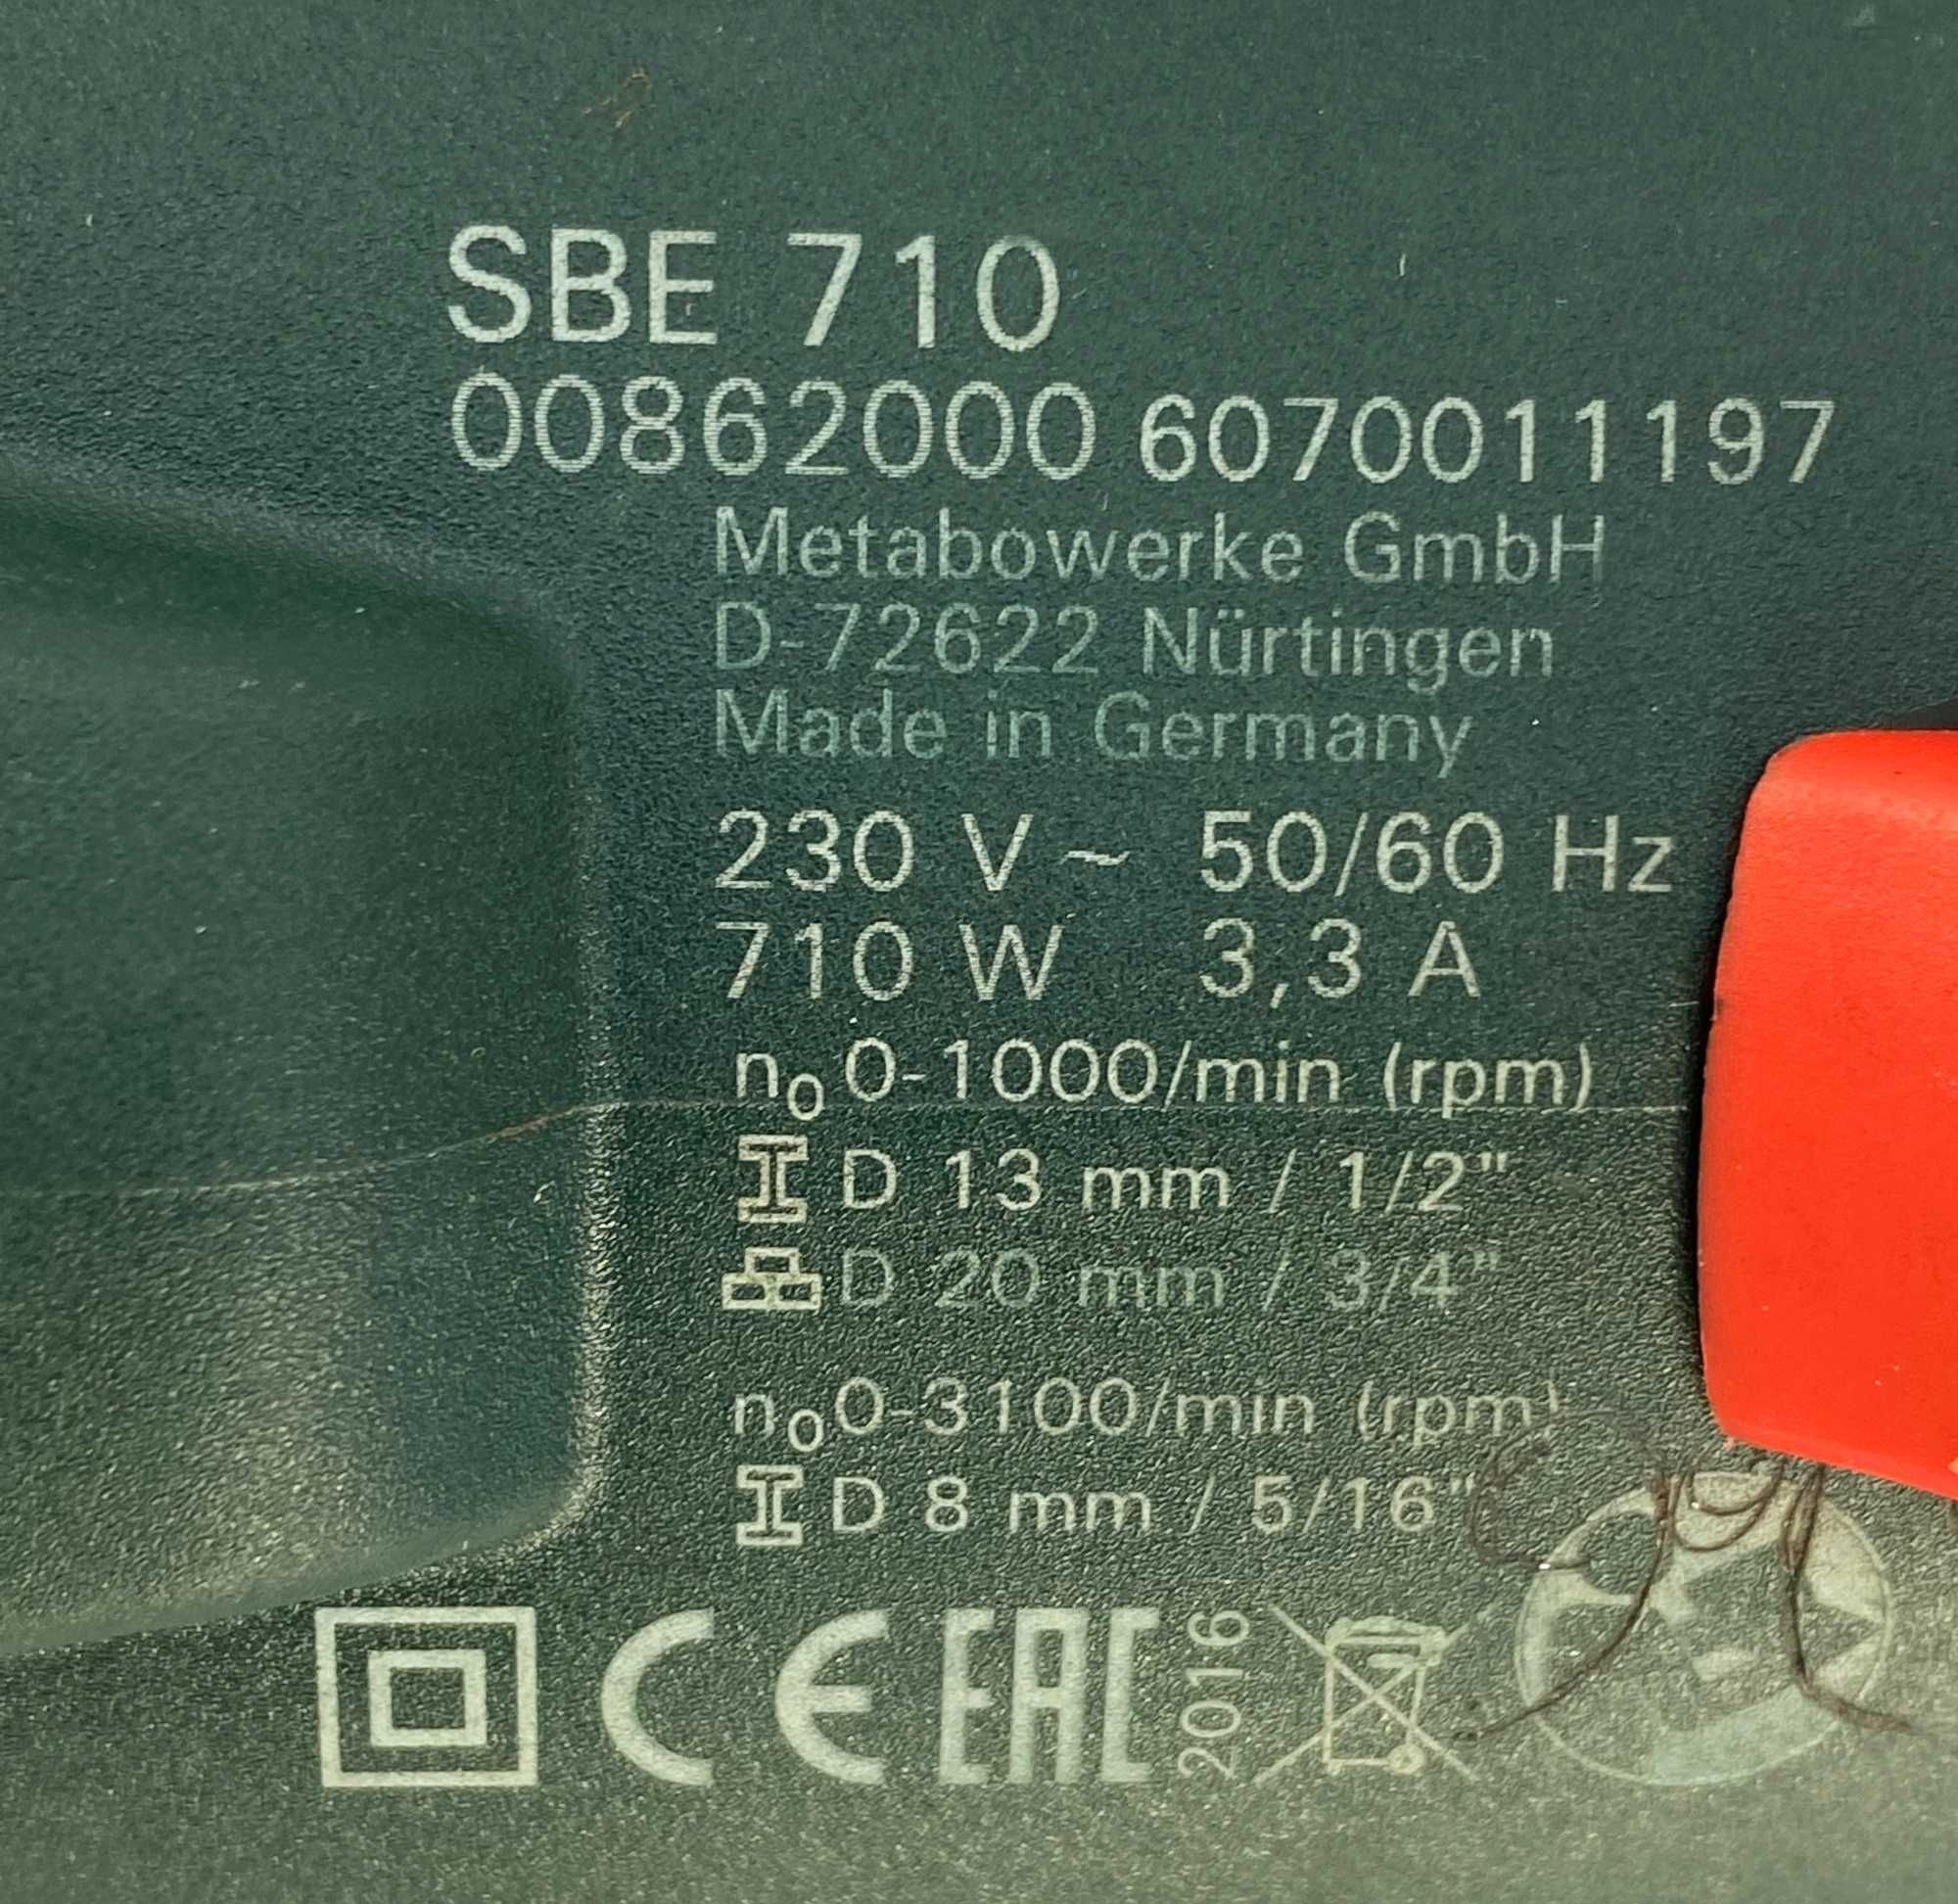 SBE 710
00862000 6070011197
Metabowerke GmbH
D-72622 Nürtingen
Made in Germany
230 V ~ 50/60 Hz
710 W 3,3 A
n₀ 0-1000/min (rpm)
D 13 mm / 1/2"
D 20 mm / 3/4"
n₀ 0-3100/min (rpm)
D 8 mm / 5/16"
CE EAC 2016